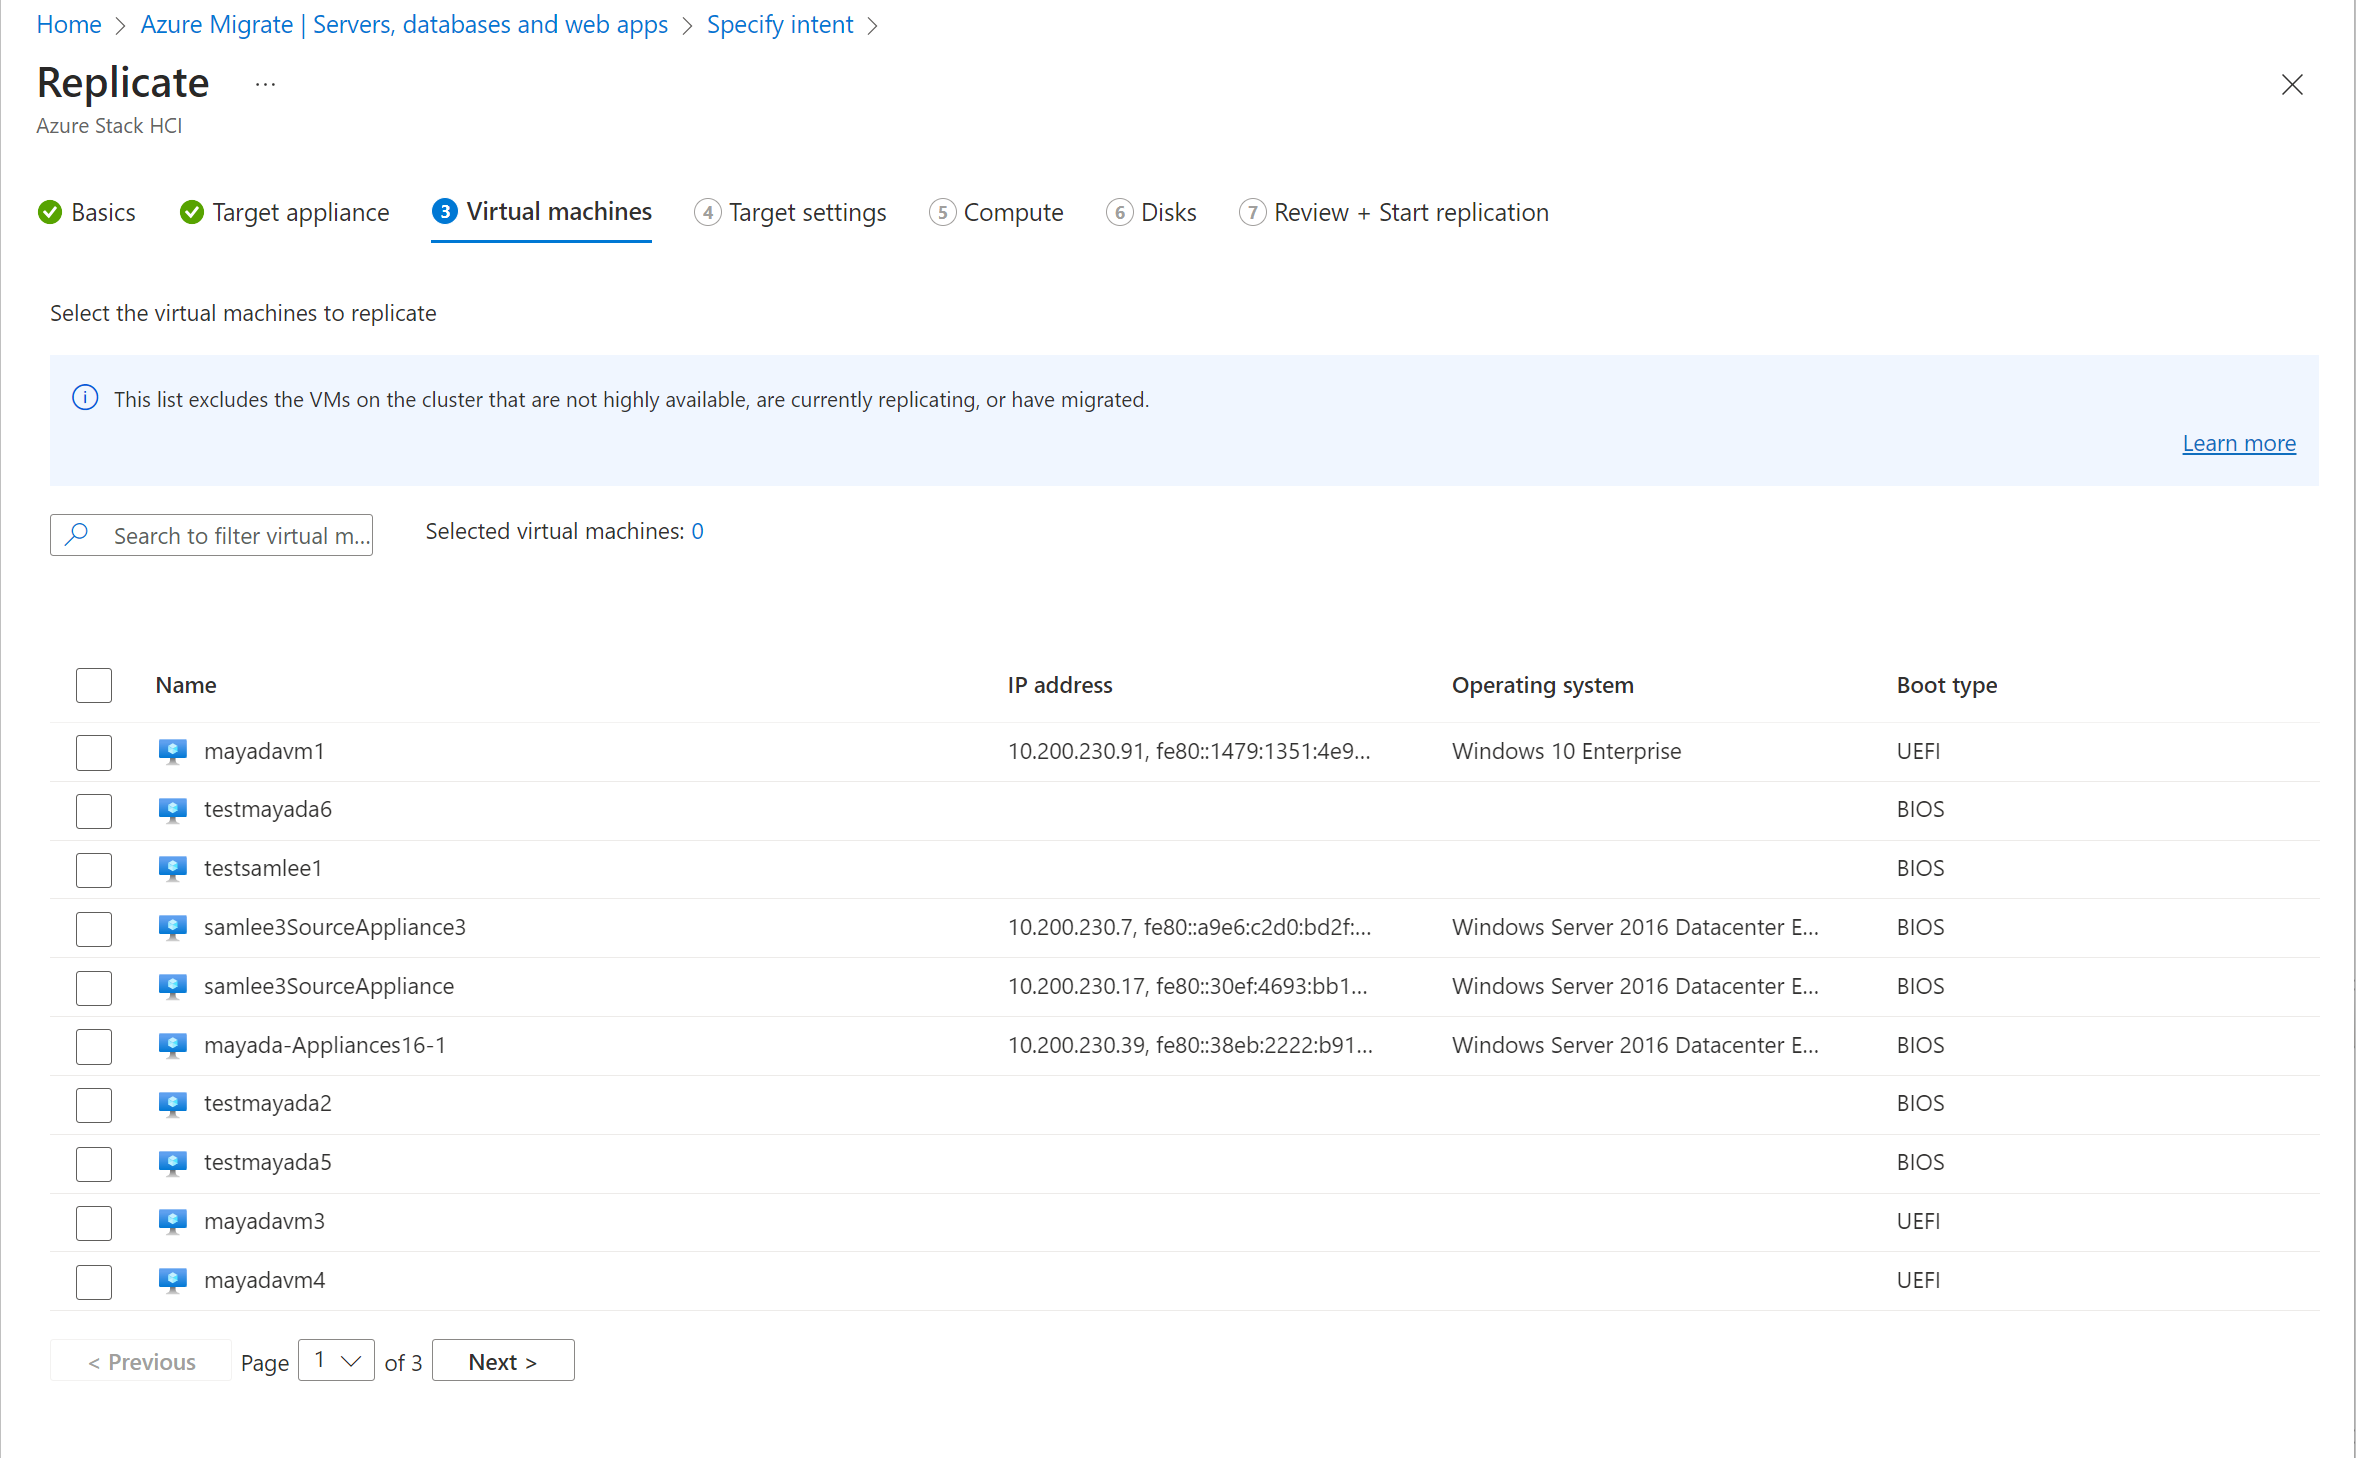 Home > Azure Migrate | Servers, databases and web apps > Specify intent >
Replicate ...
Azure Stack HCI
Basics Target appliance 3 Virtual machines 4 Target settings 5 Compute 6 Disks 7 Review + Start replication
Select the virtual machines to replicate
This list excludes the VMs on the cluster that are not highly available, are currently replicating, or have migrated.
Learn more
Search to filter virtual m... Selected virtual machines: 0
Name IP address Operating system Boot type
mayadavm1 10.200.230.91, fe80::1479:1351:4e9... Windows 10 Enterprise UEFI
testmayada6 BIOS
testsamlee1 BIOS
samlee3SourceAppliance3 10.200.230.7, fe80::a9e6:c2d0:bd2f:... Windows Server 2016 Datacenter E... BIOS
samlee3SourceAppliance 10.200.230.17, fe80::30ef:4693:bb1... Windows Server 2016 Datacenter E... BIOS
mayada-Appliances16-1 10.200.230.39, fe80::38eb:2222:b91... Windows Server 2016 Datacenter E... BIOS
testmayada2 BIOS
testmayada5 BIOS
mayadavm3 UEFI
mayadavm4 UEFI
< Previous Page 1 of 3 Next >